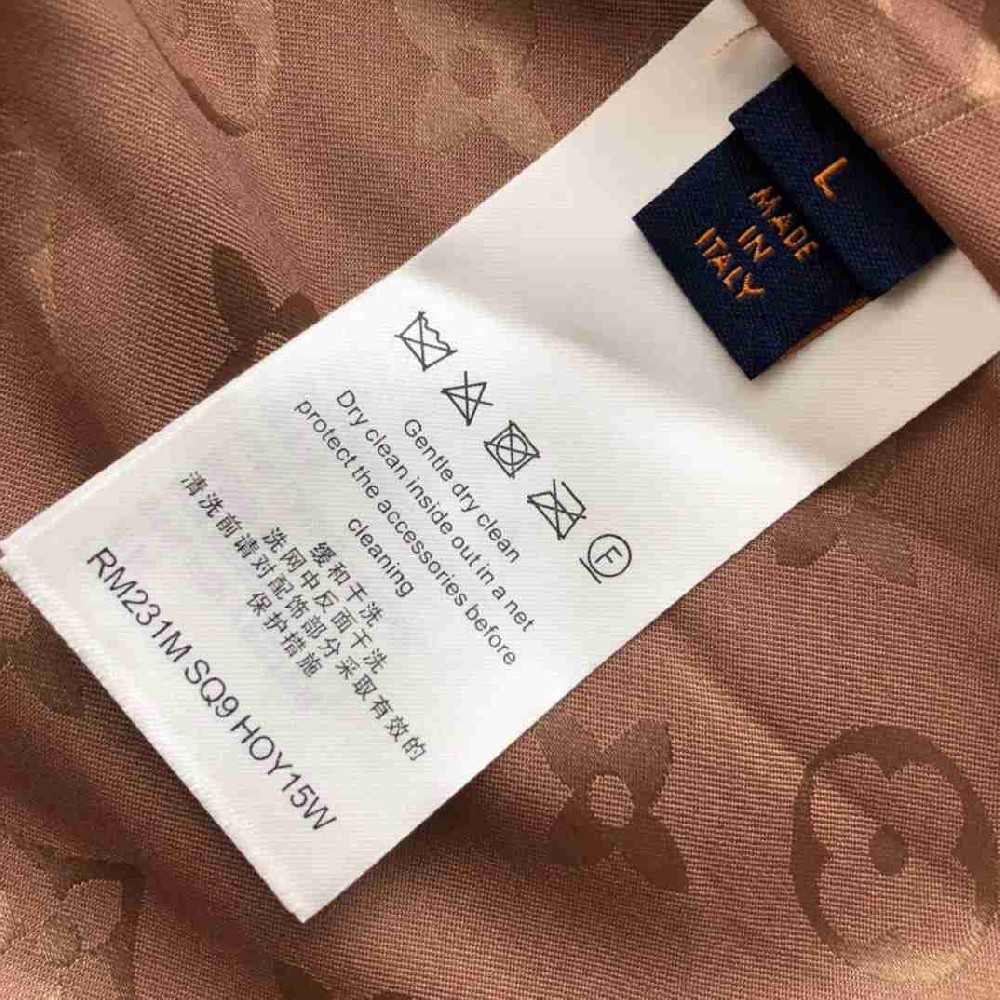 L
MADE
IN
ITALY
F
Gentle dry clean
Dry clean inside out in a net
protect the accessories before
cleaning
缓和干洗
洗网中反面干洗
清洗前请对配饰部分采取有效的
保护措施
RM231M SQ9 HOY15W